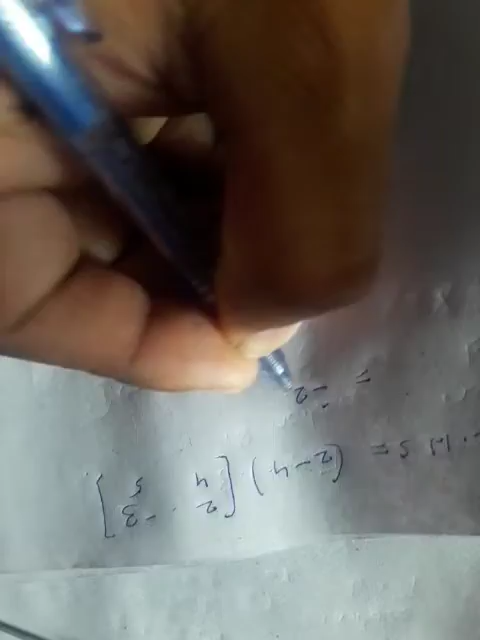 .H S = (2-4) [2 -3
4 5]
= -2